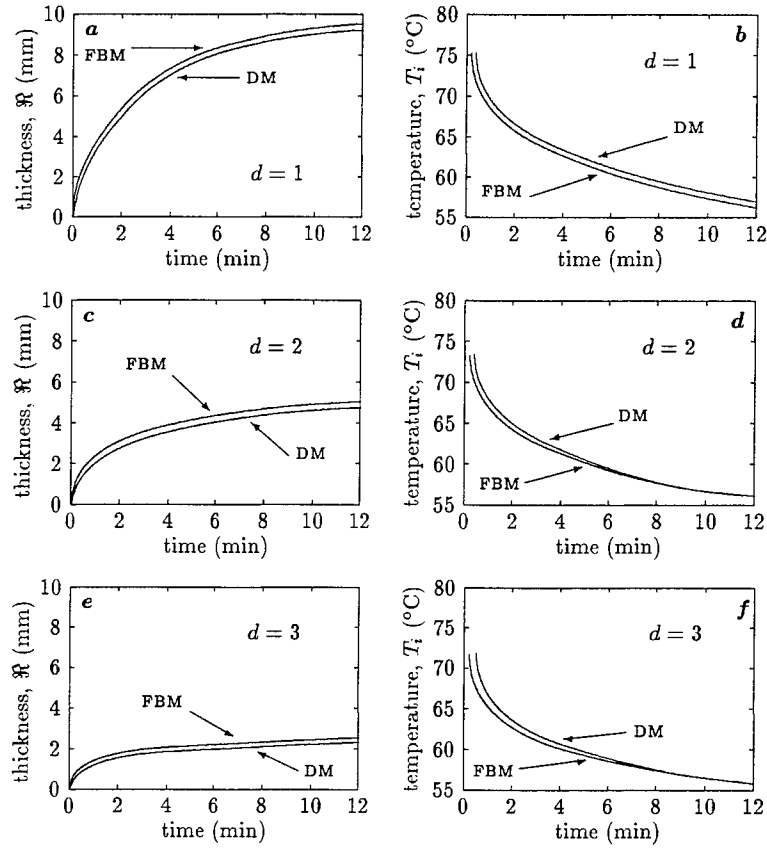 thickness, ℜ (mm)
10
8
6
4
2
0
a
FBM
DM
d = 1
0 2 4 6 8 10 12
time (min)
temperature, Tᵢ (°C)
80
75
70
65
60
55
b
d = 1
DM
FBM
0 2 4 6 8 10 12
time (min)
thickness, ℜ (mm)
10
8
6
4
2
0
c
d = 2
FBM
DM
0 2 4 6 8 10 12
time (min)
temperature, Tᵢ (°C)
80
75
70
65
60
55
d
d = 2
DM
FBM
0 2 4 6 8 10 12
time (min)
thickness, ℜ (mm)
10
8
6
4
2
0
e
d = 3
FBM
DM
0 2 4 6 8 10 12
time (min)
temperature, Tᵢ (°C)
80
75
70
65
60
55
f
d = 3
DM
FBM
0 2 4 6 8 10 12
time (min)